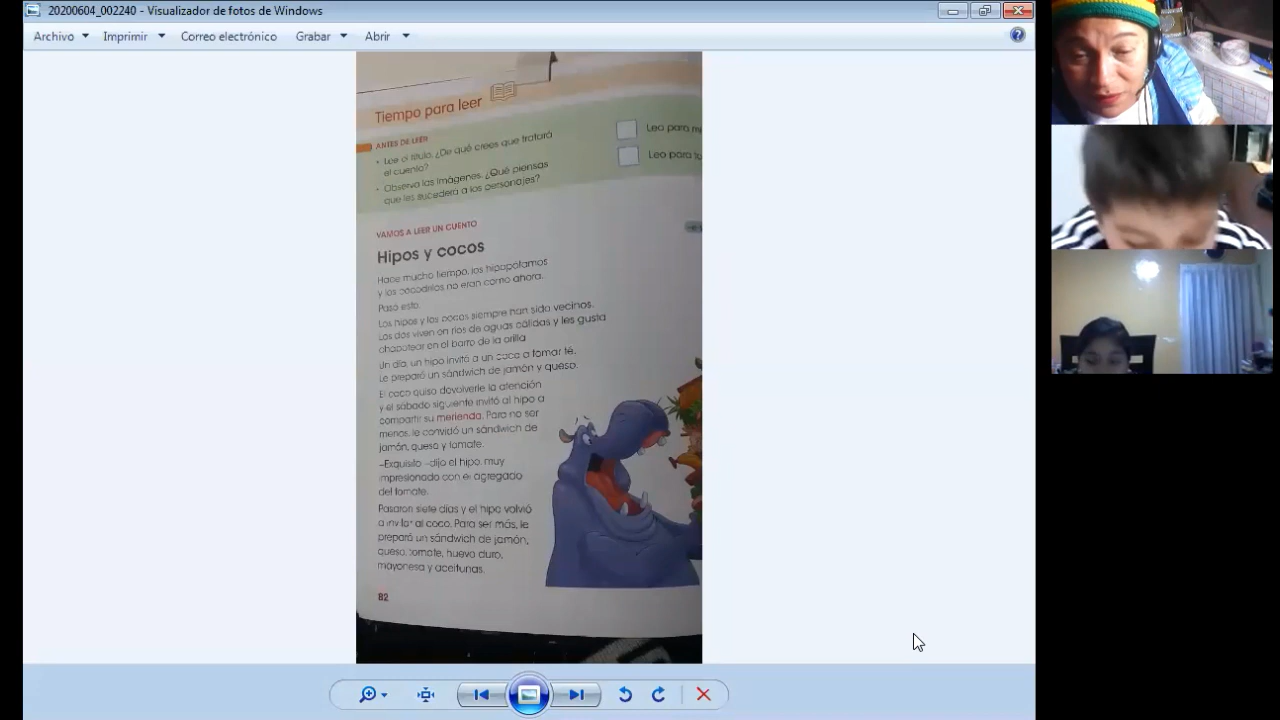 20200604_002240 - Visualizador de fotos de Windows
Archivo Imprimir Correo electrónico Grabar Abrir
Tiempo para leer
ANTES DE LEER
• Lee el título. ¿De qué crees que tratará
el cuento?
• Observa las imágenes. ¿Qué piensas
que les sucederá a los personajes?
Leo para
Leo para
VAMOS A LEER UN CUENTO
Hipos y cocos
Hace mucho tiempo, los hipopótamos
y los cocodrilos no eran como ahora.
Pasó esto.
Los hipos y los cocos siempre han sido vecinos.
Los dos viven en ríos de aguas cálidas y les gusta
chapotear en el barro de la orilla.
Un día, un hipo invitó a un coco a tomar té.
Le preparó un sándwich de jamón y queso.
El coco quiso devolverle la atención
y el sábado siguiente invitó al hipo a
compartir su merienda. Para no ser
menos, le convidó un sándwich de
jamón, queso y tomate.
–Exquisito –dijo el hipo, muy
impresionado con el agregado
del tomate.
Pasaron siete días y el hipo volvió
a invitar al coco. Para ser más, le
preparó un sándwich de jamón,
queso, tomate, huevo duro,
mayonesa y aceitunas.
82